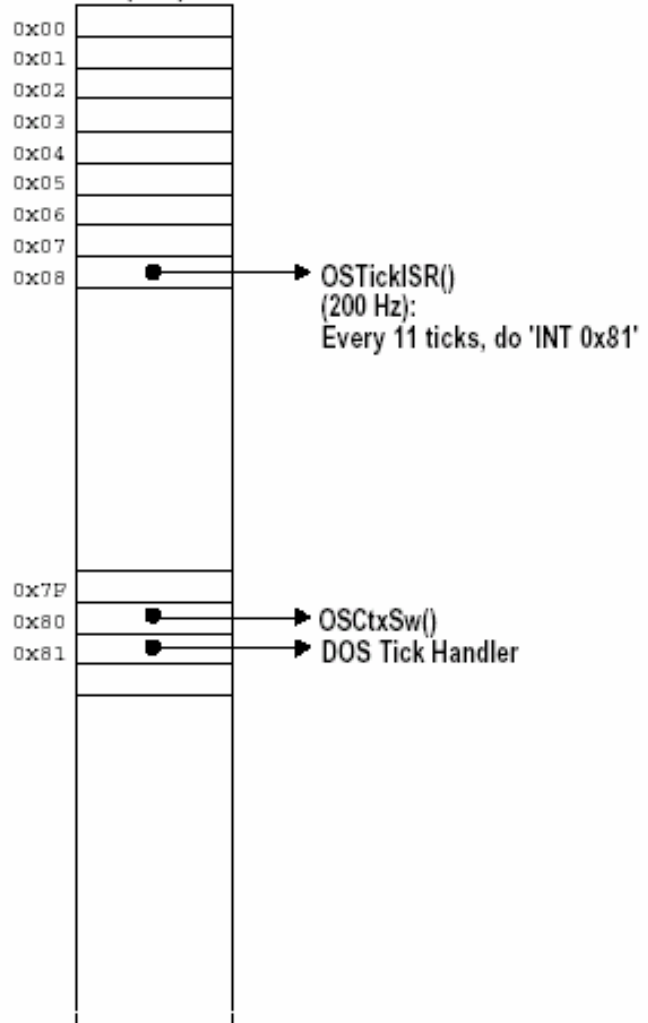 0x00
0x01
0x02
0x03
0x04
0x05
0x06
0x07
0x08
OSTickISR()
(200 Hz):
Every 11 ticks, do 'INT 0x81'
0x7F
0x80
OSCtxSw()
0x81
DOS Tick Handler